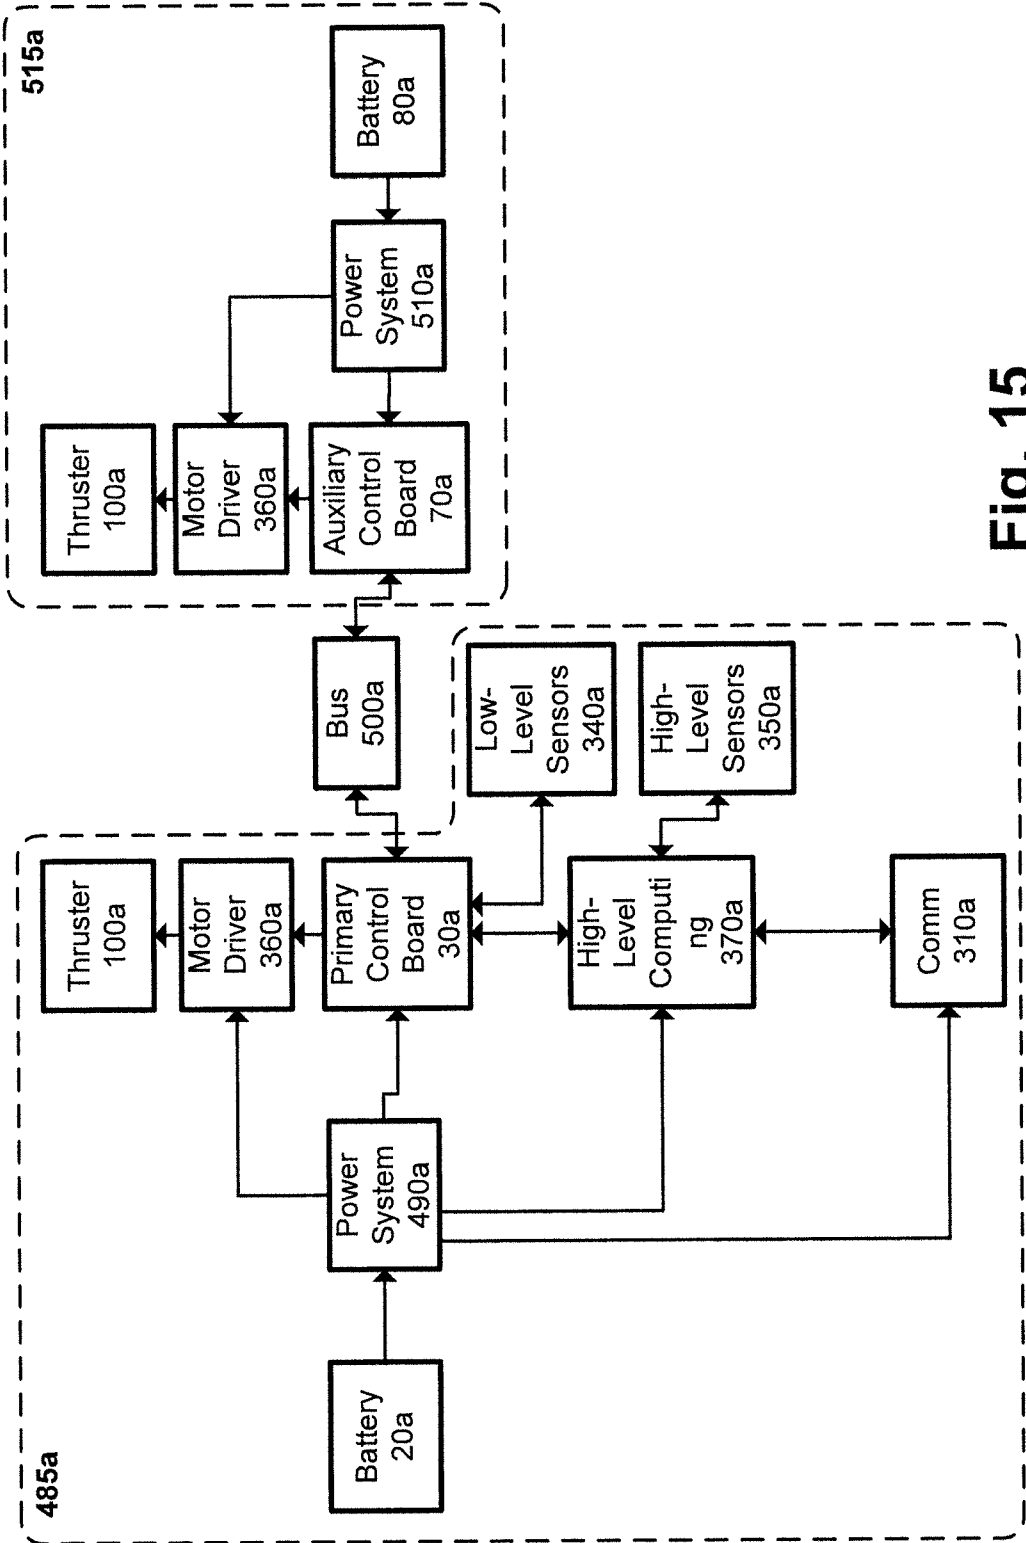 485a
515a
Thruster
100a
Thruster
100a
Motor
Driver
360a
Motor
Driver
360a
Battery
20a
Power
System
490a
Primary
Control
Board
30a
Bus
500a
Auxiliary
Control
Board
70a
Power
System
510a
Battery
80a
Low-
Level
Sensors
340a
High-
Level
Computi
ng
370a
High-
Level
Sensors
350a
Comm
310a
Fig. 15